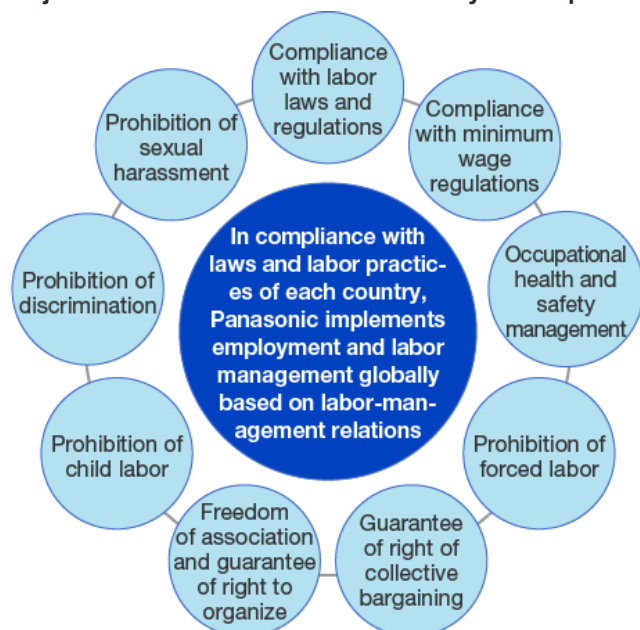 Compliance
with labor
laws and
regulations
Compliance
with minimum
wage
regulations
Occupational
health and
safety
management
Prohibition of
forced labor
Guarantee
of right of
collective
bargaining
Freedom
of association
and guarantee
of right to
organize
Prohibition of
child labor
Prohibition of
discrimination
Prohibition of
sexual
harassment
In compliance with
laws and labor practic-
es of each country,
Panasonic implements
employment and labor
management globally
based on labor-man-
agement relations